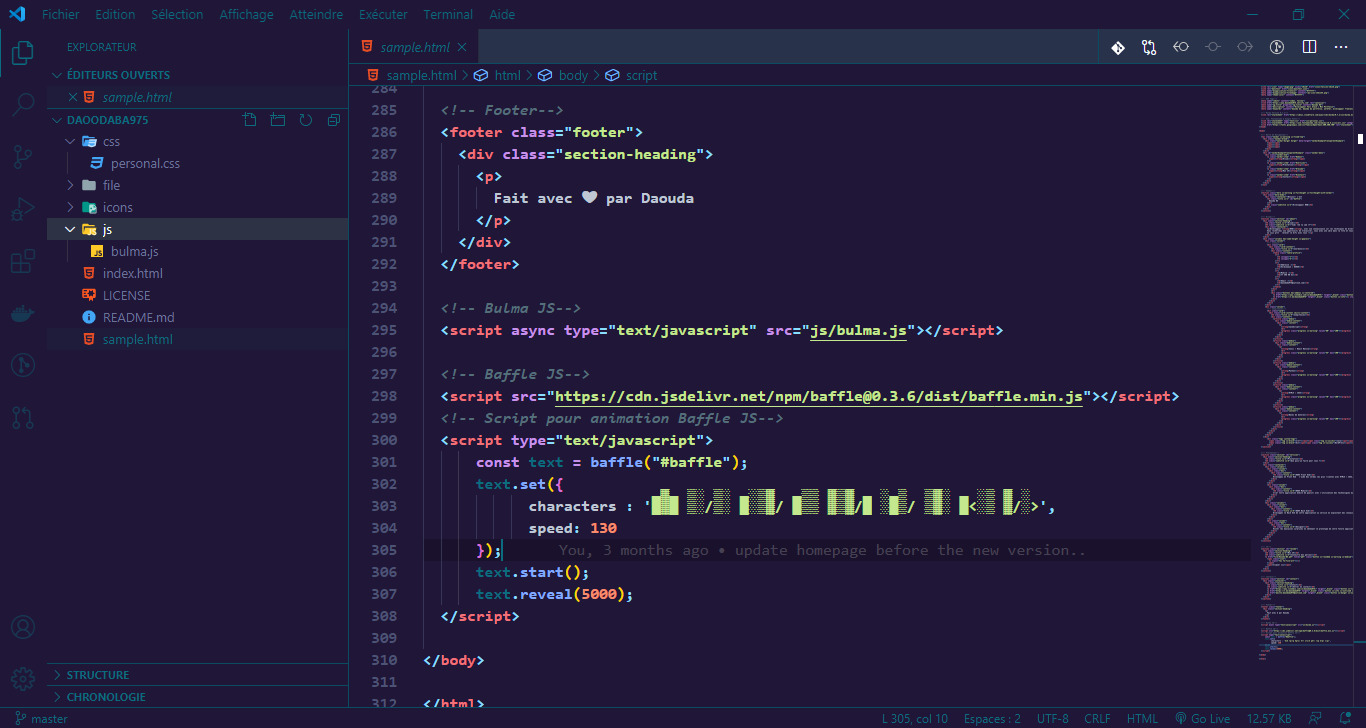 Fichier Edition Sélection Affichage Atteindre Exécuter Terminal Aide
EXPLORATEUR
ÉDITEURS OUVERTS
sample.html
DAOODABA975
css
personal.css
file
icons
js
bulma.js
index.html
LICENSE
README.md
sample.html
STRUCTURE
CHRONOLOGIE
sample.html
sample.html > html > body > script
284
285 <!-- Footer-->
286 <footer class="footer">
287 <div class="section-heading">
288 <p>
289 Fait avec 🤍 par Daouda
290 </p>
291 </div>
292 </footer>
293
294 <!-- Bulma JS-->
295 <script async type="text/javascript" src="js/bulma.js"></script>
296
297 <!-- Baffle JS-->
298 <script src="https://cdn.jsdelivr.net/npm/baffle@0.3.6/dist/baffle.min.js"></script>
299 <!-- Script pour animation Baffle JS-->
300 <script type="text/javascript">
301 const text = baffle("#baffle");
302 text.set({
303 characters : '█▓█ ▒░/▒░ █░▒▓/ █▒▒ ▓▒▓/█ ░█▒/ ▒▓░ █<░▒ ▓/░>',
304 speed: 130
305 }); You, 3 months ago • update homepage before the new version..
306 text.start();
307 text.reveal(5000);
308 </script>
309
310 </body>
311
312 </html>
master L 305, col 10 Espaces : 2 UTF-8 CRLF HTML Go Live 12.57 KB